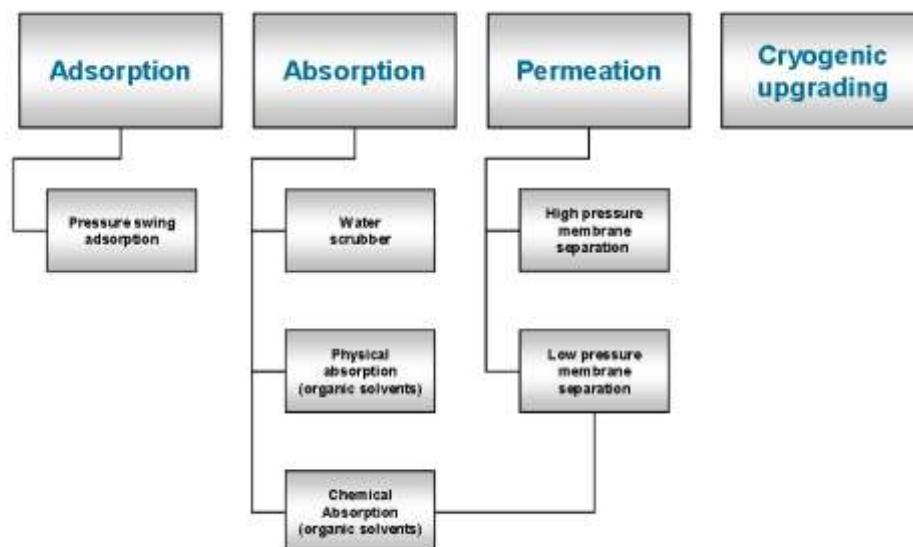 Adsorption
Absorption
Permeation
Cryogenic
upgrading
Pressure swing
adsorption
Water
scrubber
High pressure
membrane
separation
Physical
absorption
(organic solvents)
Low pressure
membrane
separation
Chemical
Absorption
(organic solvents)